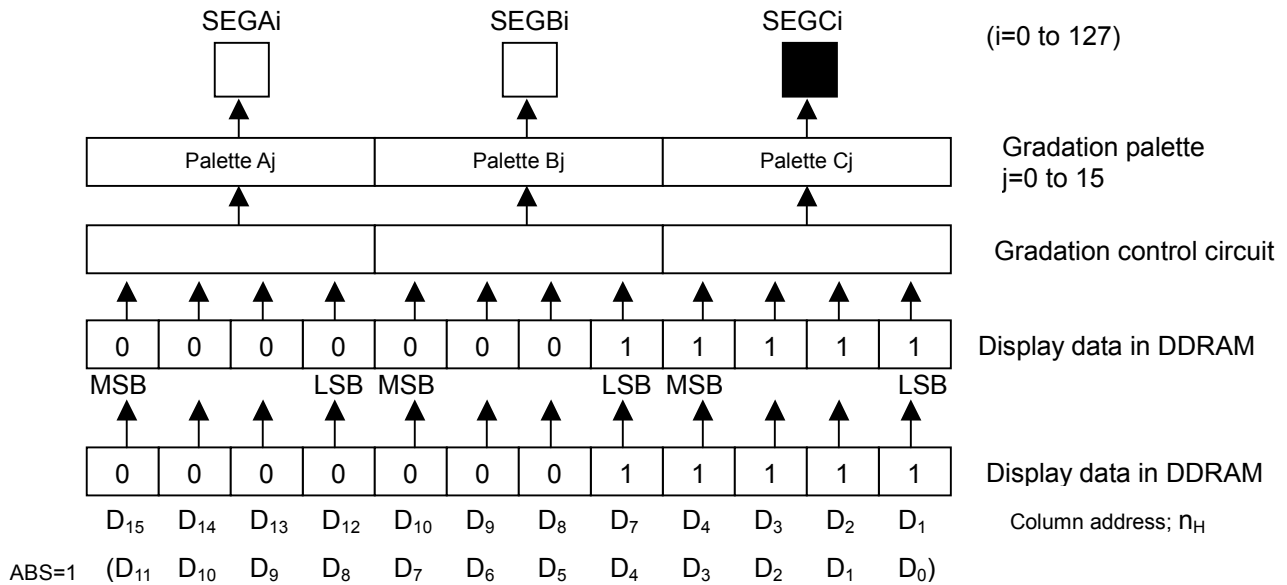 SEGAi SEGBi SEGCi (i=0 to 127)
Palette Aj Palette Bj Palette Cj Gradation palette
j=0 to 15
Gradation control circuit
0 0 0 0 0 0 0 1 1 1 1 1 Display data in DDRAM
MSB LSB MSB LSB MSB LSB
0 0 0 0 0 0 0 1 1 1 1 1 Display data in DDRAM
D15 D14 D13 D12 D10 D9 D8 D7 D4 D3 D2 D1 Column address; nH
ABS=1 (D11 D10 D9 D8 D7 D6 D5 D4 D3 D2 D1 D0)